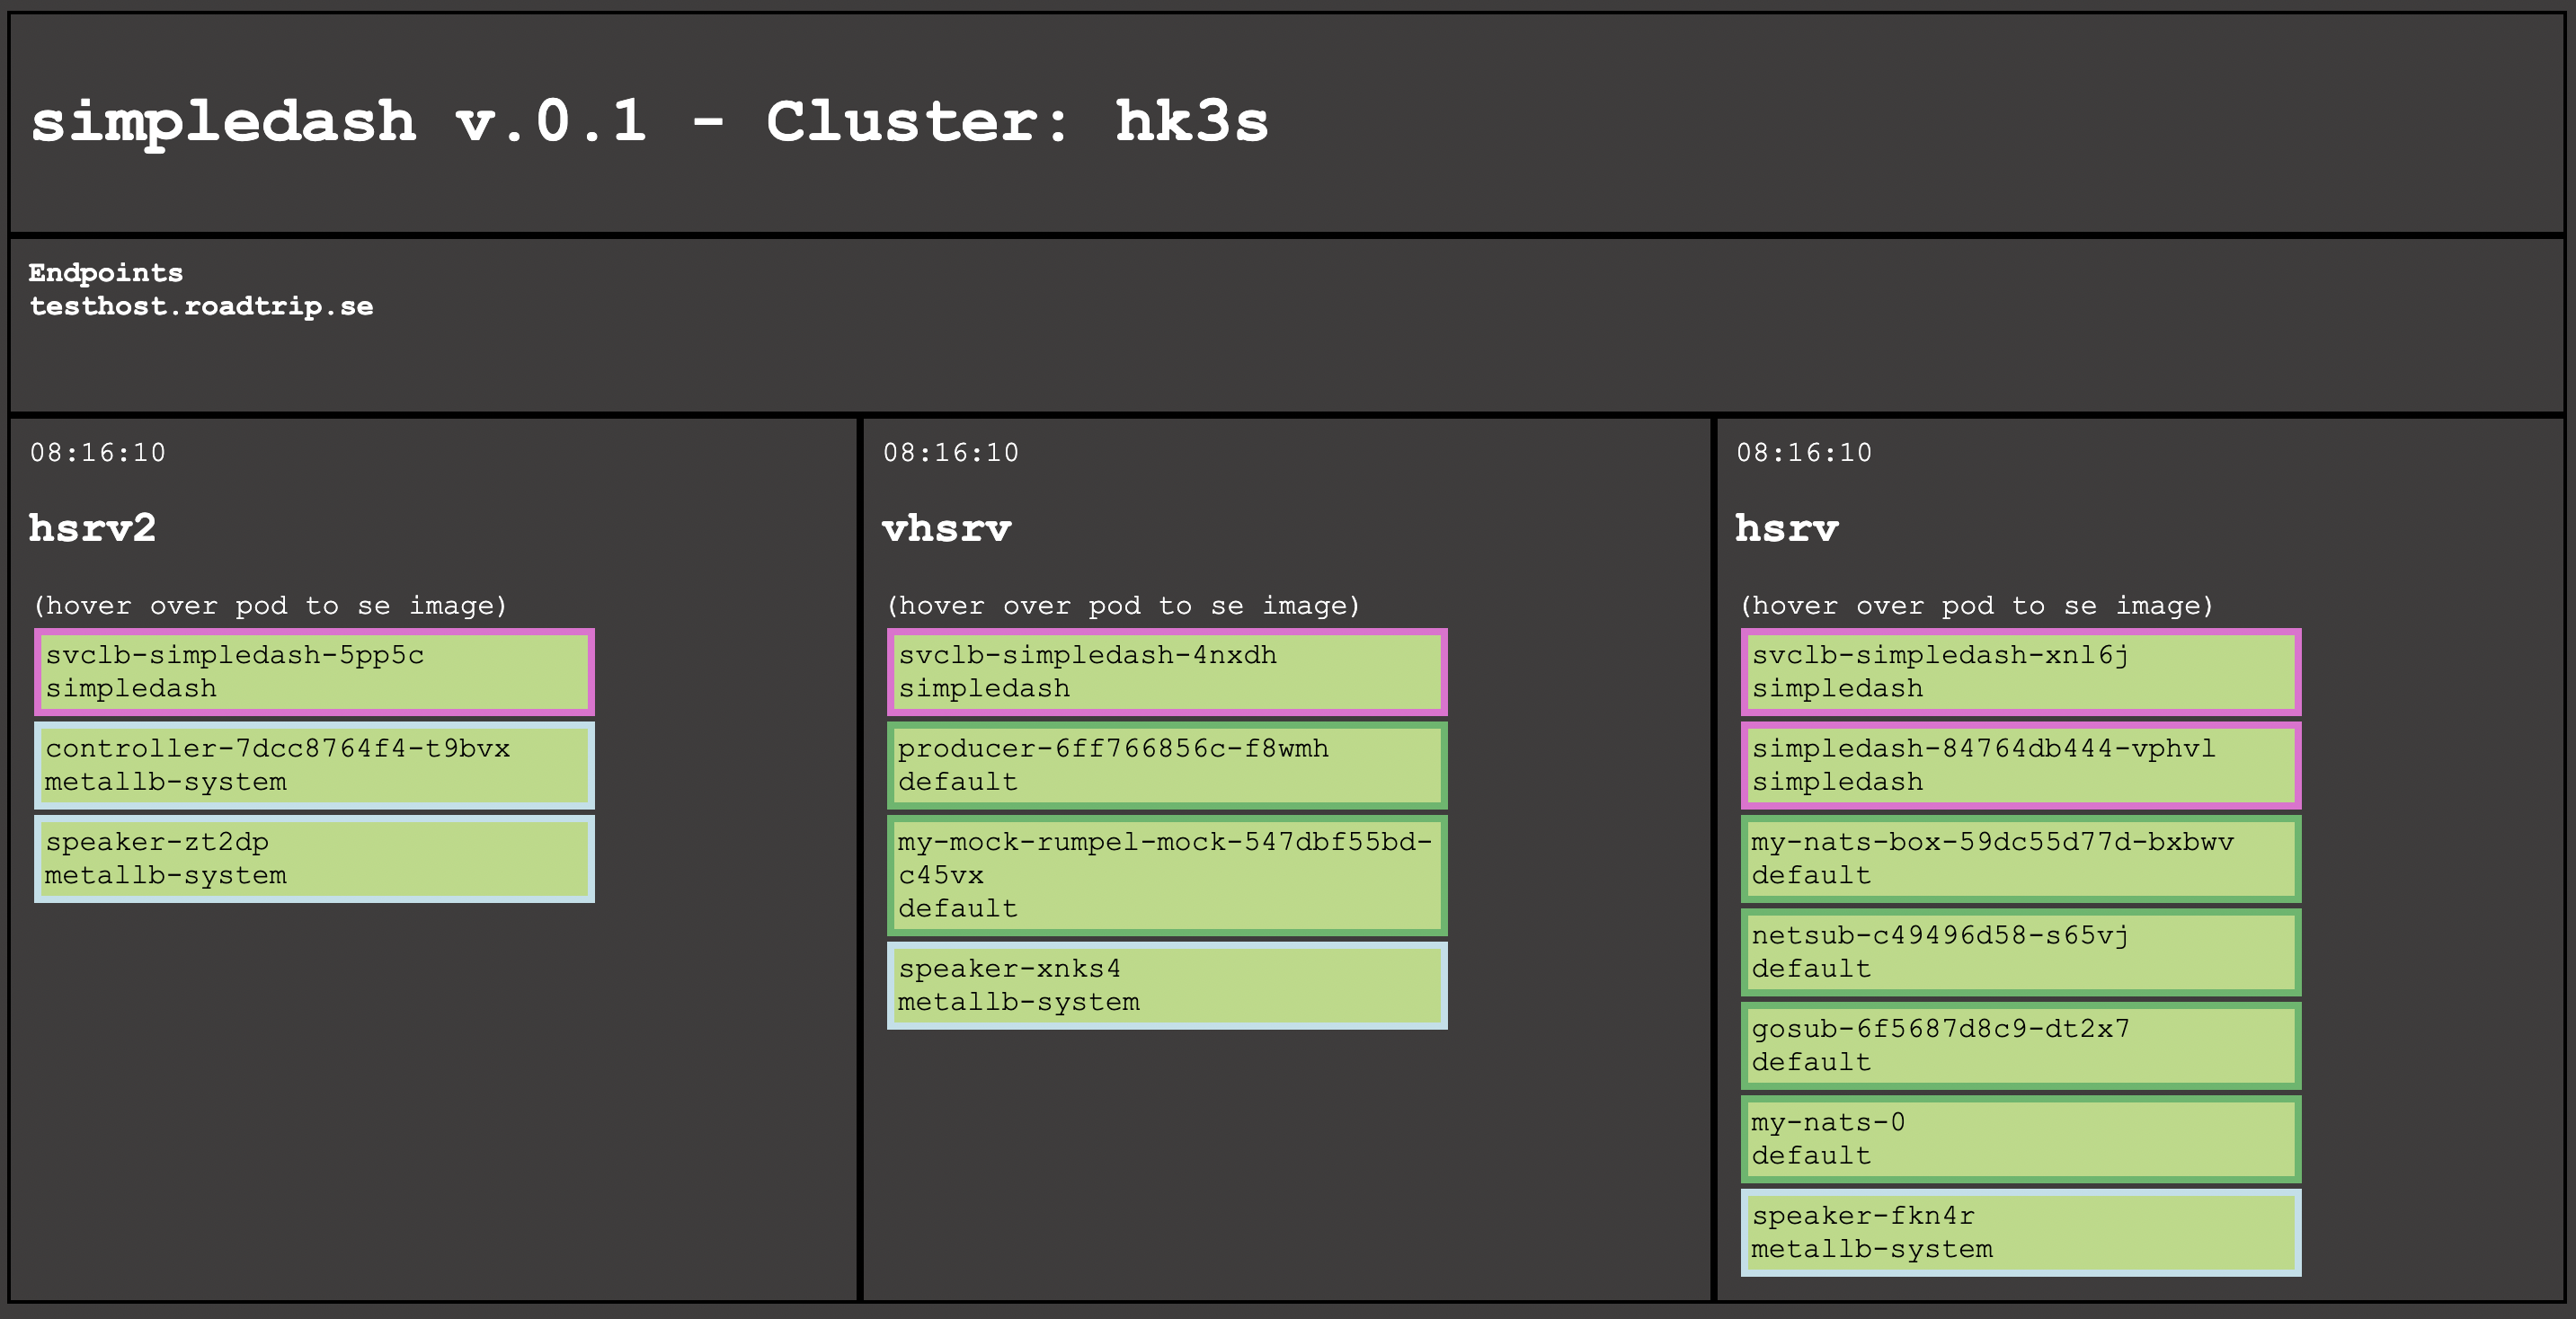 simpledash v.0.1 - Cluster: hk3s
Endpoints
testhost.roadtrip.se
08:16:10
hsrv2
(hover over pod to se image)
svclb-simpledash-5pp5c
simpledash
controller-7dcc8764f4-t9bvx
metallb-system
speaker-zt2dp
metallb-system
08:16:10
vhsrv
(hover over pod to se image)
svclb-simpledash-4nxdh
simpledash
producer-6ff766856c-f8wmh
default
my-mock-rumpel-mock-547dbf55bd-
c45vx
default
speaker-xnks4
metallb-system
08:16:10
hsrv
(hover over pod to se image)
svclb-simpledash-xnl6j
simpledash
simpledash-84764db444-vphvl
simpledash
my-nats-box-59dc55d77d-bxbwv
default
netsub-c49496d58-s65vj
default
gosub-6f5687d8c9-dt2x7
default
my-nats-0
default
speaker-fkn4r
metallb-system